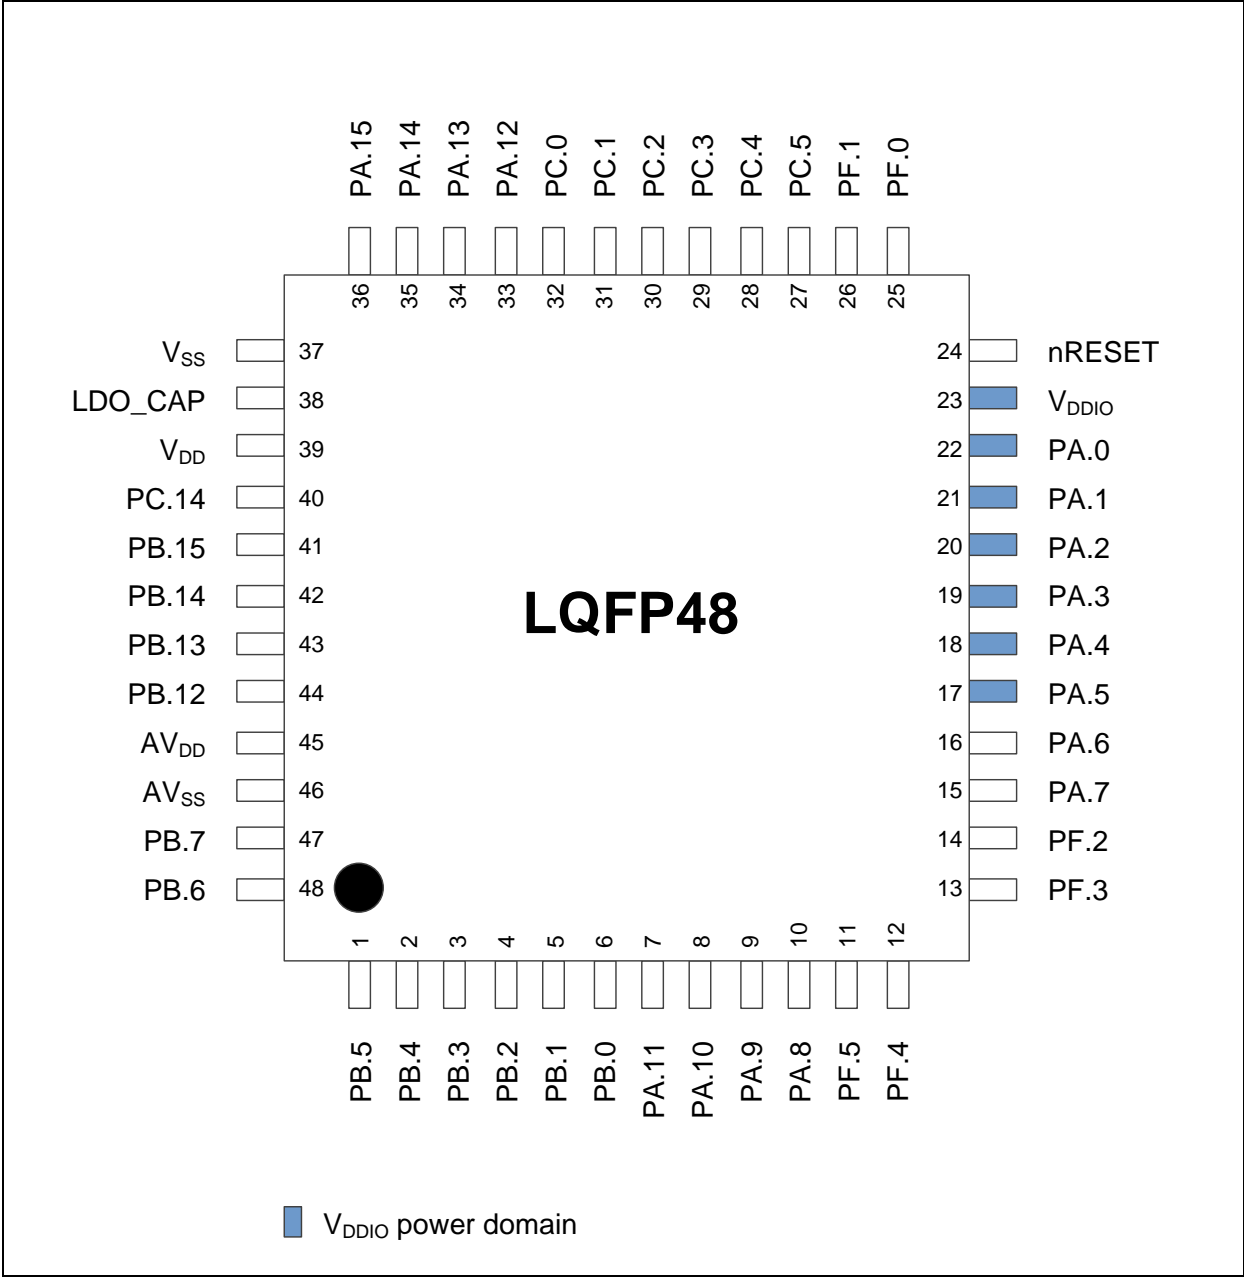 PA.15 PA.14 PA.13 PA.12 PC.0 PC.1 PC.2 PC.3 PC.4 PC.5 PF.1 PF.0
36 35 34 33 32 31 30 29 28 27 26 25
VSS 37 24 nRESET
LDO_CAP 38 23 VDDIO
VDD 39 22 PA.0
PC.14 40 21 PA.1
PB.15 41 20 PA.2
PB.14 42 19 PA.3
LQFP48
PB.13 43 18 PA.4
PB.12 44 17 PA.5
AVDD 45 16 PA.6
AVSS 46 15 PA.7
PB.7 47 14 PF.2
PB.6 48 13 PF.3
1 2 3 4 5 6 7 8 9 10 11 12
PB.5 PB.4 PB.3 PB.2 PB.1 PB.0 PA.11 PA.10 PA.9 PA.8 PF.5 PF.4
VDDIO power domain